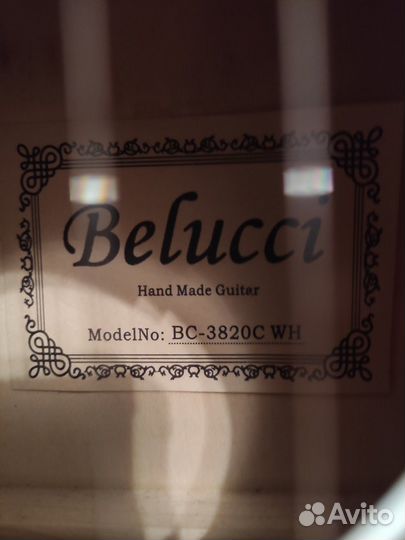 Belucci
Hand Made Guitar
ModelNo: BC-3820C WH
Avito